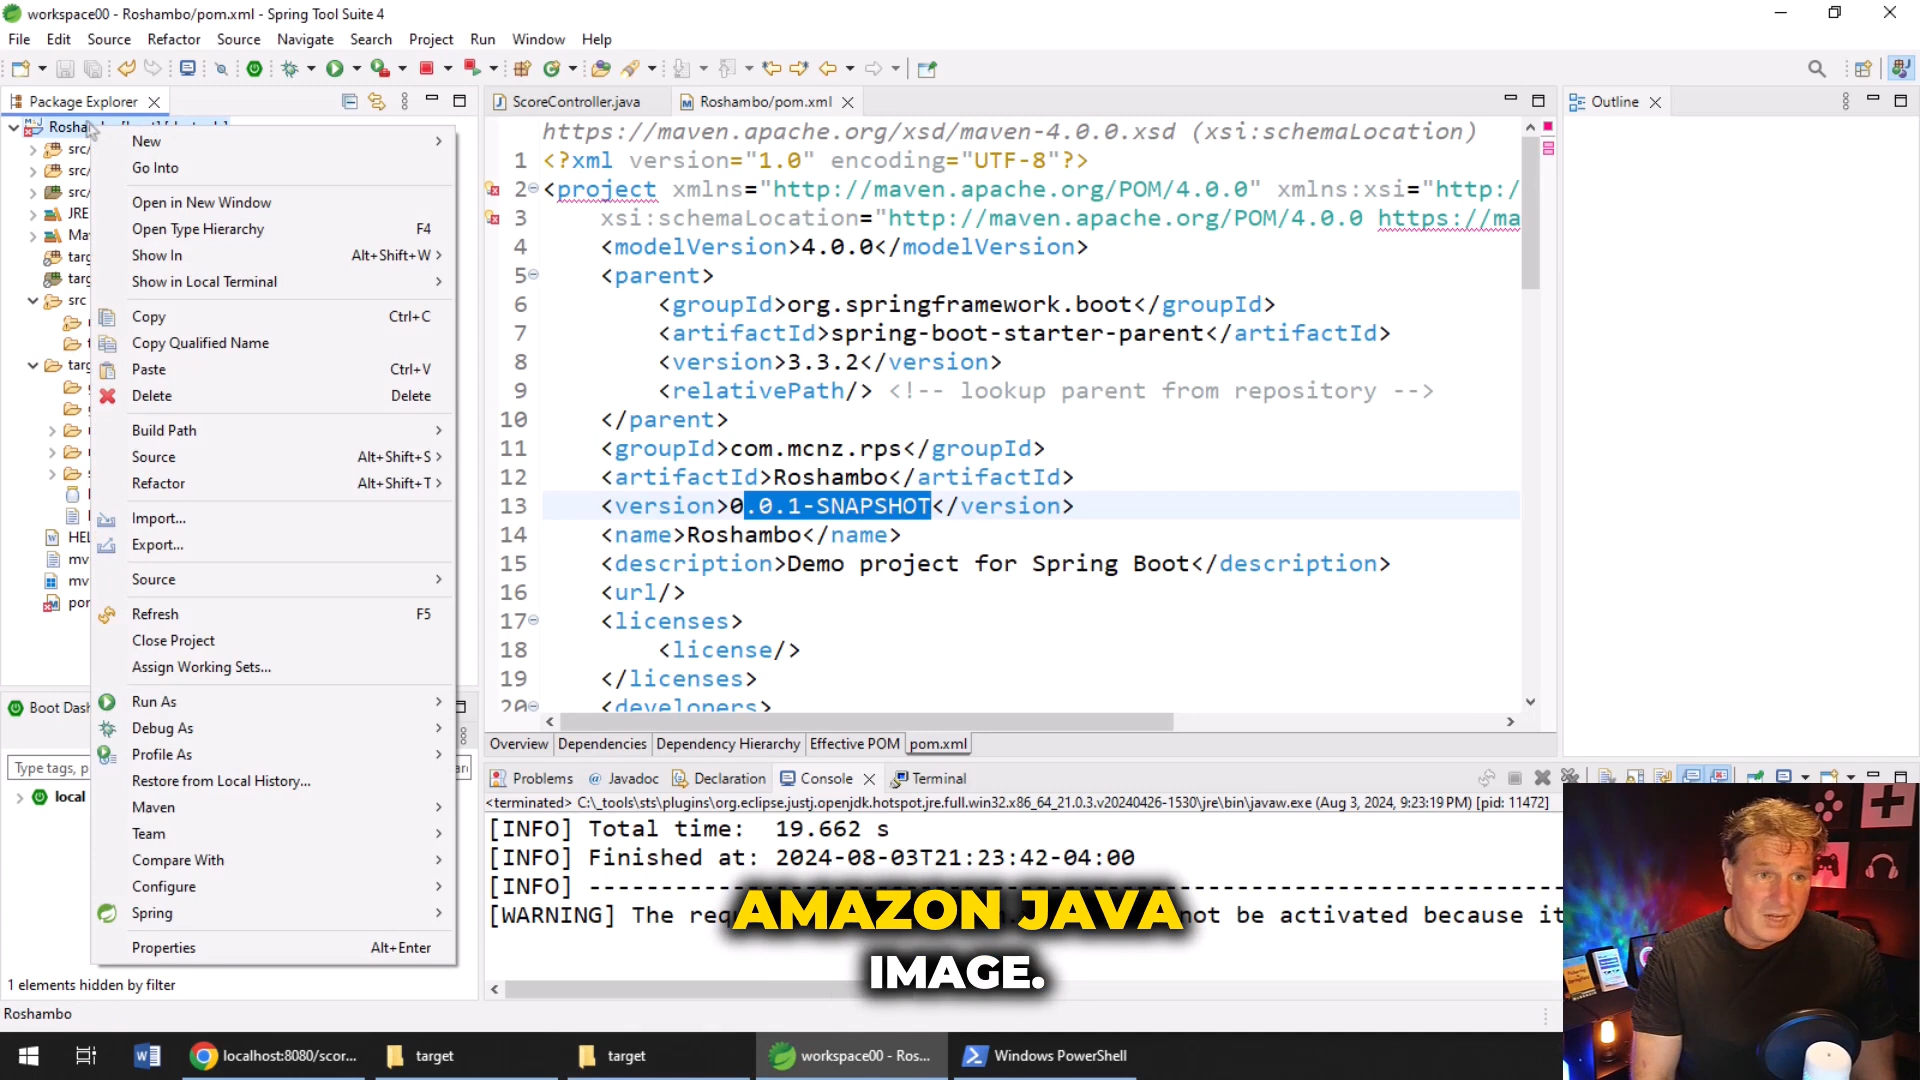 workspace00 - Roshambo/pom.xml - Spring Tool Suite 4
File Edit Source Refactor Source Navigate Search Project Run Window Help
Package Explorer
New
Go Into
Open in New Window
Open Type Hierarchy F4
Show In Alt+Shift+W
Show in Local Terminal
Copy Ctrl+C
Copy Qualified Name
Paste Ctrl+V
Delete Delete
Build Path
Source Alt+Shift+S
Refactor Alt+Shift+T
Import...
Export...
Source
Refresh F5
Close Project
Assign Working Sets...
Run As
Debug As
Profile As
Restore from Local History...
Maven
Team
Compare With
Configure
Spring
Properties Alt+Enter
src/
src/
src/
JRE
src
Boot Dash
Type tags, p
local
1 elements hidden by filter
Roshambo
ScoreController.java Roshambo/pom.xml
https://maven.apache.org/xsd/maven-4.0.0.xsd (xsi:schemaLocation)
1 <?xml version="1.0" encoding="UTF-8"?>
2 <project xmlns="http://maven.apache.org/POM/4.0.0" xmlns:xsi="http:/
3 xsi:schemaLocation="http://maven.apache.org/POM/4.0.0 https://ma
4 <modelVersion>4.0.0</modelVersion>
5 <parent>
6 <groupId>org.springframework.boot</groupId>
7 <artifactId>spring-boot-starter-parent</artifactId>
8 <version>3.3.2</version>
9 <relativePath/> <!-- lookup parent from repository -->
10 </parent>
11 <groupId>com.mcnz.rps</groupId>
12 <artifactId>Roshambo</artifactId>
13 <version>0.0.1-SNAPSHOT</version>
14 <name>Roshambo</name>
15 <description>Demo project for Spring Boot</description>
16 <url/>
17 <licenses>
18 <license/>
19 </licenses>
20 <developers>
Overview Dependencies Dependency Hierarchy Effective POM pom.xml
Outline
Problems Javadoc Declaration Console Terminal
<terminated> C:\_tools\sts\plugins\org.eclipse.justj.openjdk.hotspot.jre.full.win32.x86_64_21.0.3.v20240426-1530\jre\bin\javaw.exe (Aug 3, 2024, 9:23:19 PM) [pid: 11472]
[INFO] Total time: 19.662 s
[INFO] Finished at: 2024-08-03T21:23:42-04:00
[INFO] ------------------------------------------------------------------------
[WARNING] The req not be activated because it
AMAZON JAVA
IMAGE.
localhost:8080/scor... target target workspace00 - Ros... Windows PowerShell